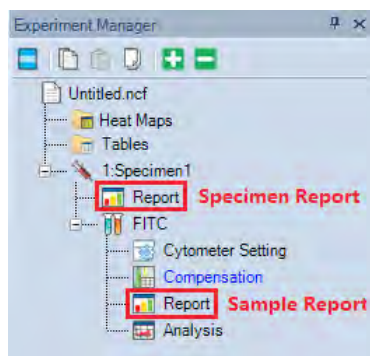 Experiment Manager
Untitled.ncf
Heat Maps
Tables
1:Specimen1
Report Specimen Report
FITC
Cytometer Setting
Compensation
Report Sample Report
Analysis